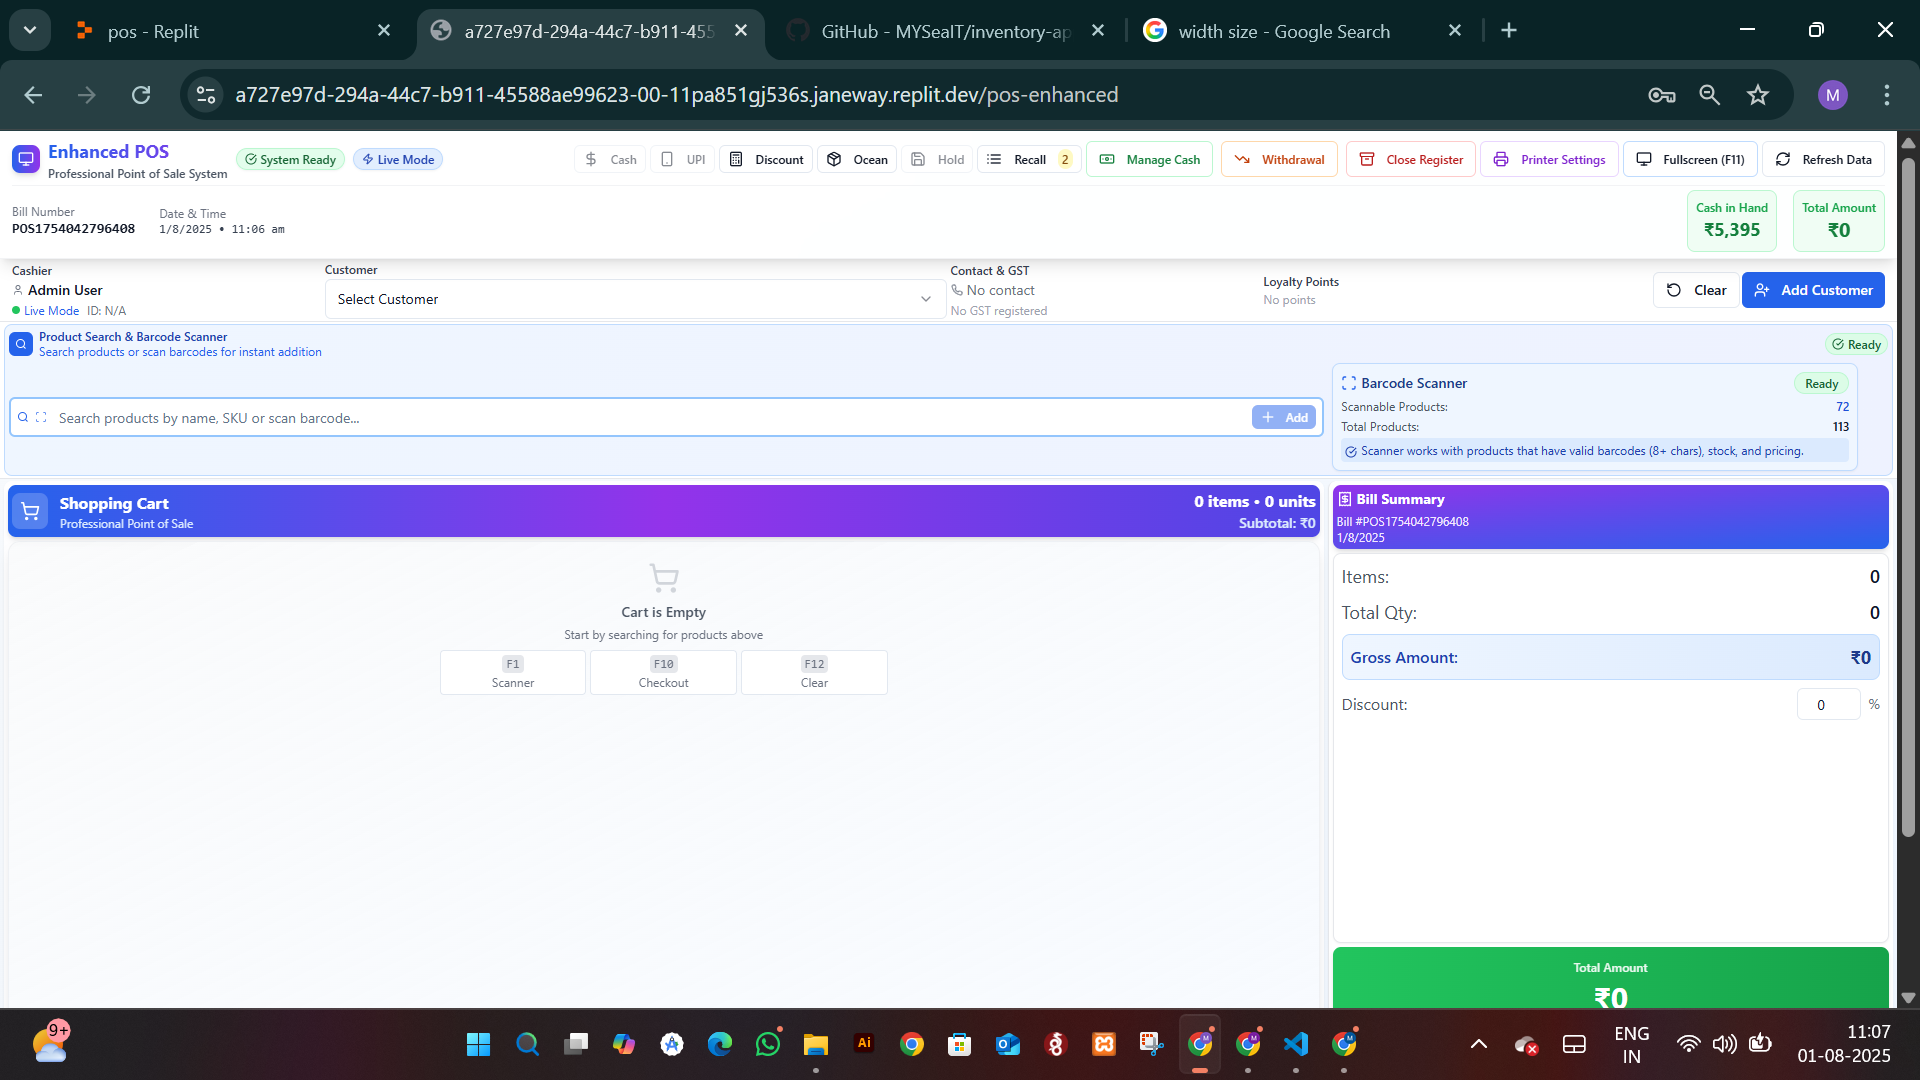 pos - Replit
a727e97d-294a-44c7-b911-455
GitHub - MYSeaIT/inventory-ap
width size - Google Search
a727e97d-294a-44c7-b911-45588ae99623-00-11pa851gj536s.janeway.replit.dev/pos-enhanced
M
Enhanced POS
Professional Point of Sale System
System Ready
Live Mode
Cash
UPI
Discount
Ocean
Hold
Recall 2
Manage Cash
Withdrawal
Close Register
Printer Settings
Fullscreen (F11)
Refresh Data
Bill Number
POS1754042796408
Date & Time
1/8/2025 • 11:06 am
Cash in Hand
₹5,395
Total Amount
₹0
Cashier
Admin User
Live Mode ID: N/A
Customer
Select Customer
Contact & GST
No contact
No GST registered
Loyalty Points
No points
Clear
Add Customer
Product Search & Barcode Scanner
Search products or scan barcodes for instant addition
Ready
Search products by name, SKU or scan barcode...
Add
Barcode Scanner
Ready
Scannable Products: 72
Total Products: 113
Scanner works with products that have valid barcodes (8+ chars), stock, and pricing.
Shopping Cart
Professional Point of Sale
0 items • 0 units
Subtotal: ₹0
Cart is Empty
Start by searching for products above
F1
Scanner
F10
Checkout
F12
Clear
Bill Summary
Bill #POS1754042796408
1/8/2025
Items: 0
Total Qty: 0
Gross Amount: ₹0
Discount: 0 %
Total Amount
₹0
9+
Ai
ENG
IN
11:07
01-08-2025